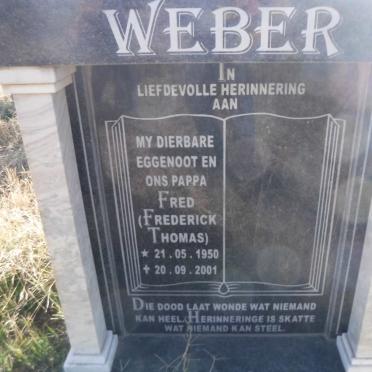 WEBER
IN
LIEFDEVOLLE HERINNERING
AAN
MY DIERBARE
EGGENOOT EN
ONS PAPPA
FRED
(FREDERICK
THOMAS)
★ 21.05.1950
✝ 20.09.2001
DIE DOOD LAAT WONDE WAT NIEMAND
KAN HEEL. HERINNERINGE IS SKATTE
WAT NIEMAND KAN STEEL.